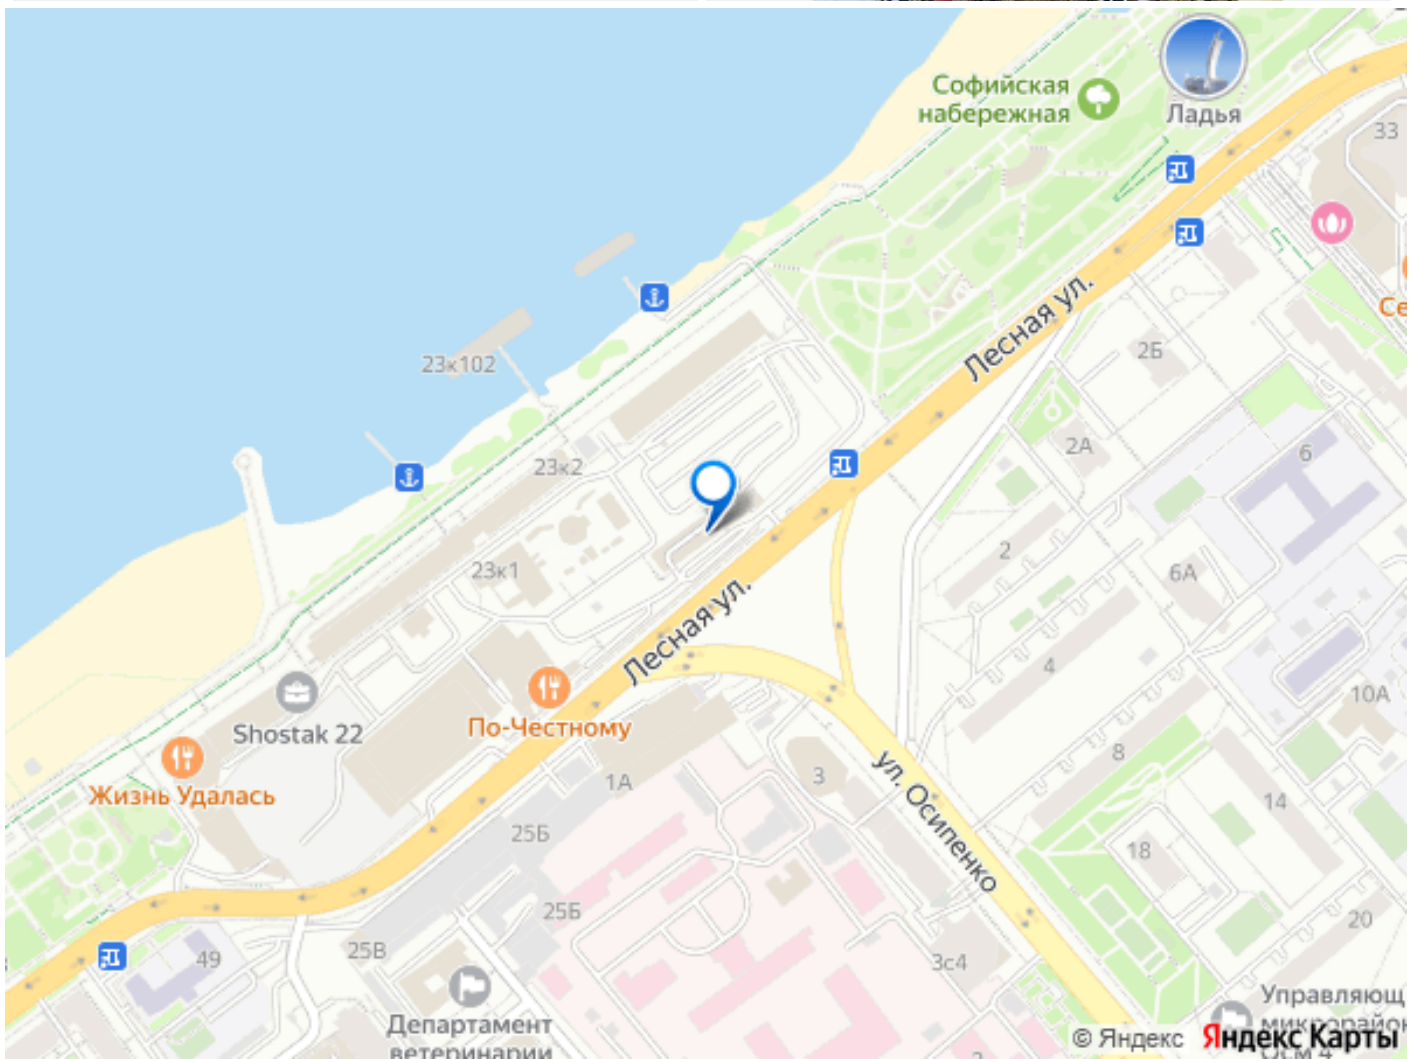 Софийская
набережная
Ладья
33
Се
Лесная ул.
2Б
23к102
2А
6
23к2
2
23к1
6А
Лесная ул.
4
10А
Shostak 22
По-Честному
8
ул. Осипенко
3
1А
Жизнь Удалась
14
25Б
18
25Б
20
25В
49
3с4
Управляющ
микрорайон
Департамент
ветеринарии
© Яндекс Яндекс Карты